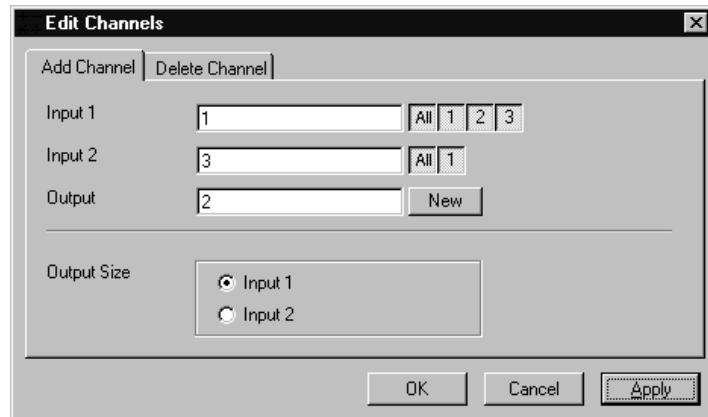 Edit Channels
Add Channel Delete Channel
Input 1 1 All 1 2 3
Input 2 3 All 1
Output 2 New
Output Size
Input 1
Input 2
OK Cancel Apply